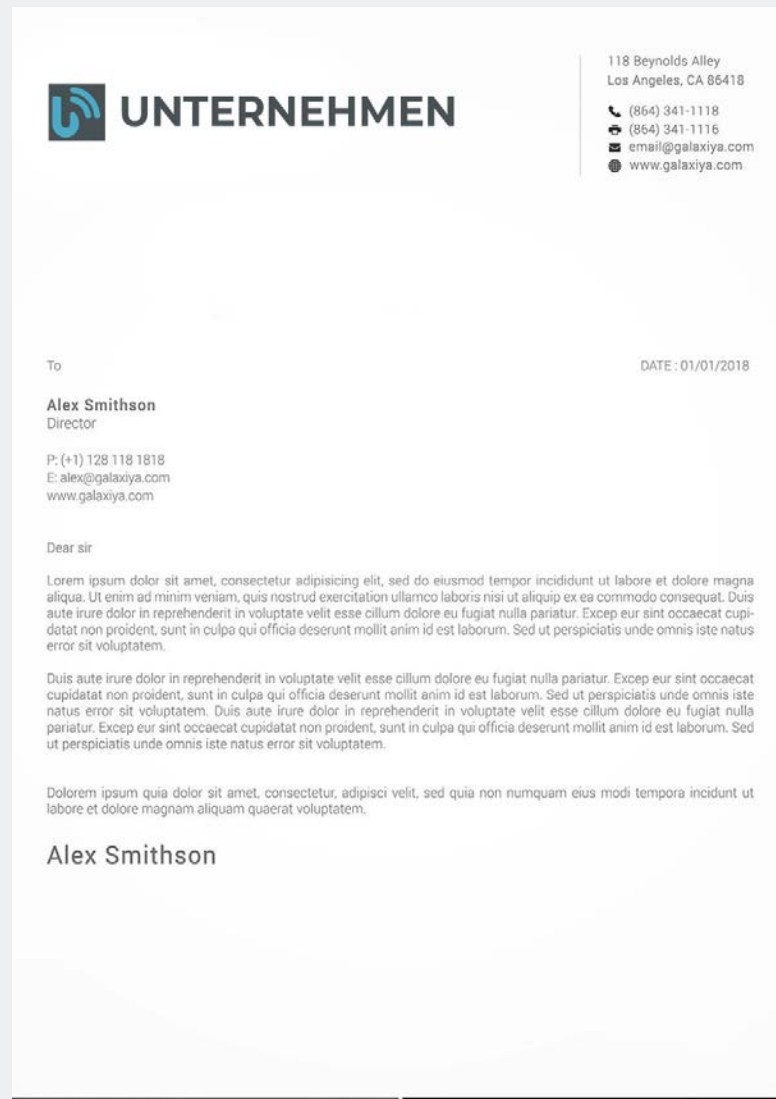 UNTERNEHMEN
118 Beynolds Alley
Los Angeles, CA 86418
(864) 341-1118
(864) 341-1116
email@galaxiya.com
www.galaxiya.com
To
DATE : 01/01/2018
Alex Smithson
Director
P: (+1) 128 118 1818
E: alex@galaxiya.com
www.galaxiya.com
Dear sir
Lorem ipsum dolor sit amet, consectetur adipisicing elit, sed do eiusmod tempor incididunt ut labore et dolore magna
aliqua. Ut enim ad minim veniam, quis nostrud exercitation ullamco laboris nisi ut aliquip ex ea commodo consequat. Duis
aute irure dolor in reprehenderit in voluptate velit esse cillum dolore eu fugiat nulla pariatur. Excep eur sint occaecat cupi-
datat non proident, sunt in culpa qui officia deserunt mollit anim id est laborum. Sed ut perspiciatis unde omnis iste natus
error sit voluptatem.
Duis aute irure dolor in reprehenderit in voluptate velit esse cillum dolore eu fugiat nulla pariatur. Excep eur sint occaecat
cupidatat non proident, sunt in culpa qui officia deserunt mollit anim id est laborum. Sed ut perspiciatis unde omnis iste
natus error sit voluptatem. Duis aute irure dolor in reprehenderit in voluptate velit esse cillum dolore eu fugiat nulla
pariatur. Excep eur sint occaecat cupidatat non proident, sunt in culpa qui officia deserunt mollit anim id est laborum. Sed
ut perspiciatis unde omnis iste natus error sit voluptatem.
Dolorem ipsum quia dolor sit amet, consectetur, adipisci velit, sed quia non numquam eius modi tempora incidunt ut
labore et dolore magnam aliquam quaerat voluptatem.
Alex Smithson